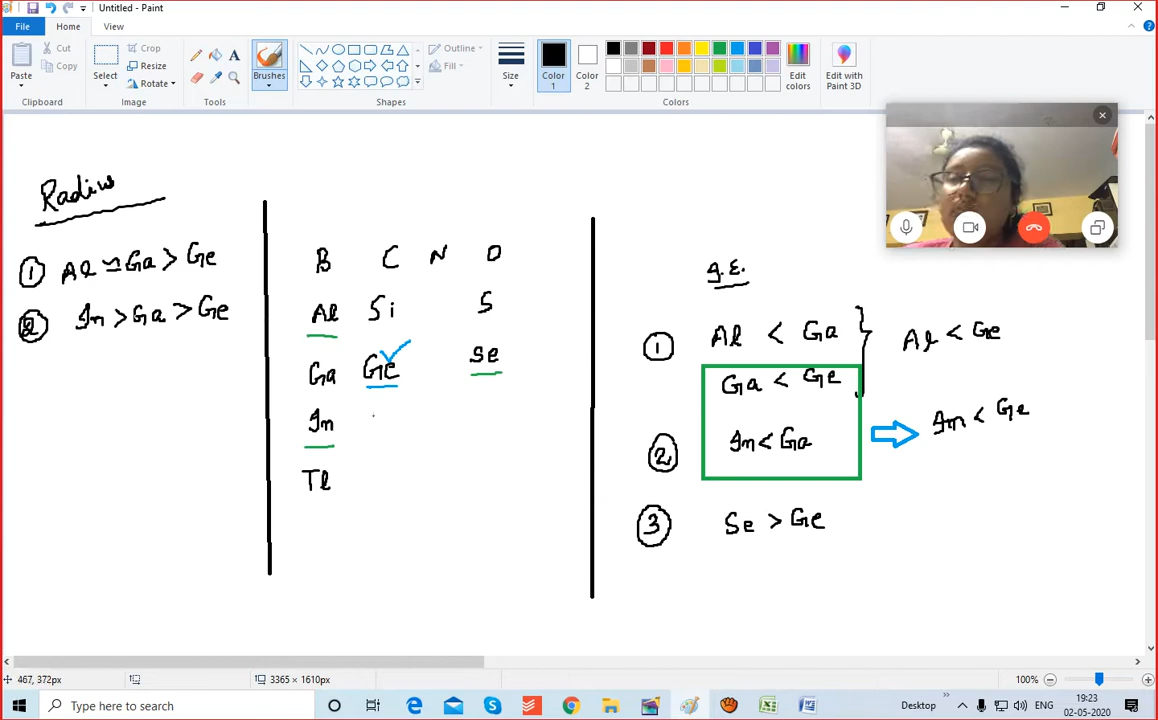 Untitled - Paint
File Home View
Paste Cut Copy Select Crop Resize Rotate Brushes Outline Fill Size Color 1 Color 2 Edit colors Edit with Paint 3D
Clipboard Image Tools Shapes Colors
Radius
① Al ≃ Ga > Ge
② In > Ga > Ge
B C N O
Al Si S
Ga Ge Se
In
Tl
I.E.
① Al < Ga
Ga < Ge
Al < Ge
② In < Ga
In < Ge
③ Se > Ge
467, 372px 3365 × 1610px 100%
Type here to search Desktop ENG 19:23 02-05-2020